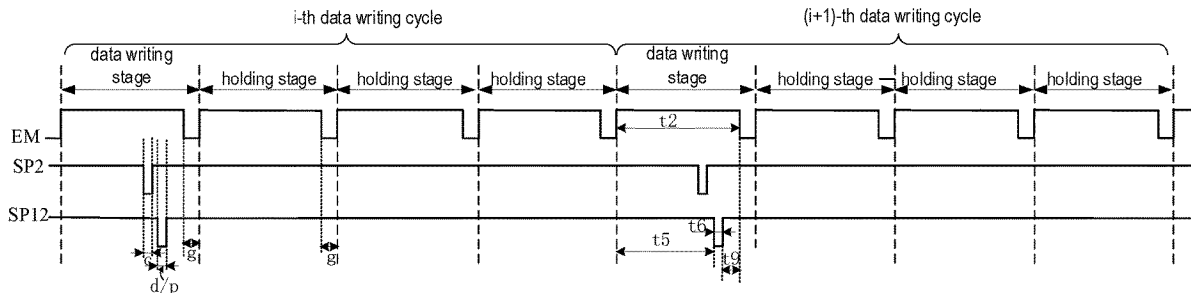 i-th data writing cycle
(i+1)-th data writing cycle
data writing stage
holding stage
holding stage
holding stage
data writing stage
holding stage
holding stage
holding stage
EM
t2
SP2
SP12
t6
t5
g
g
c
t9
d/p